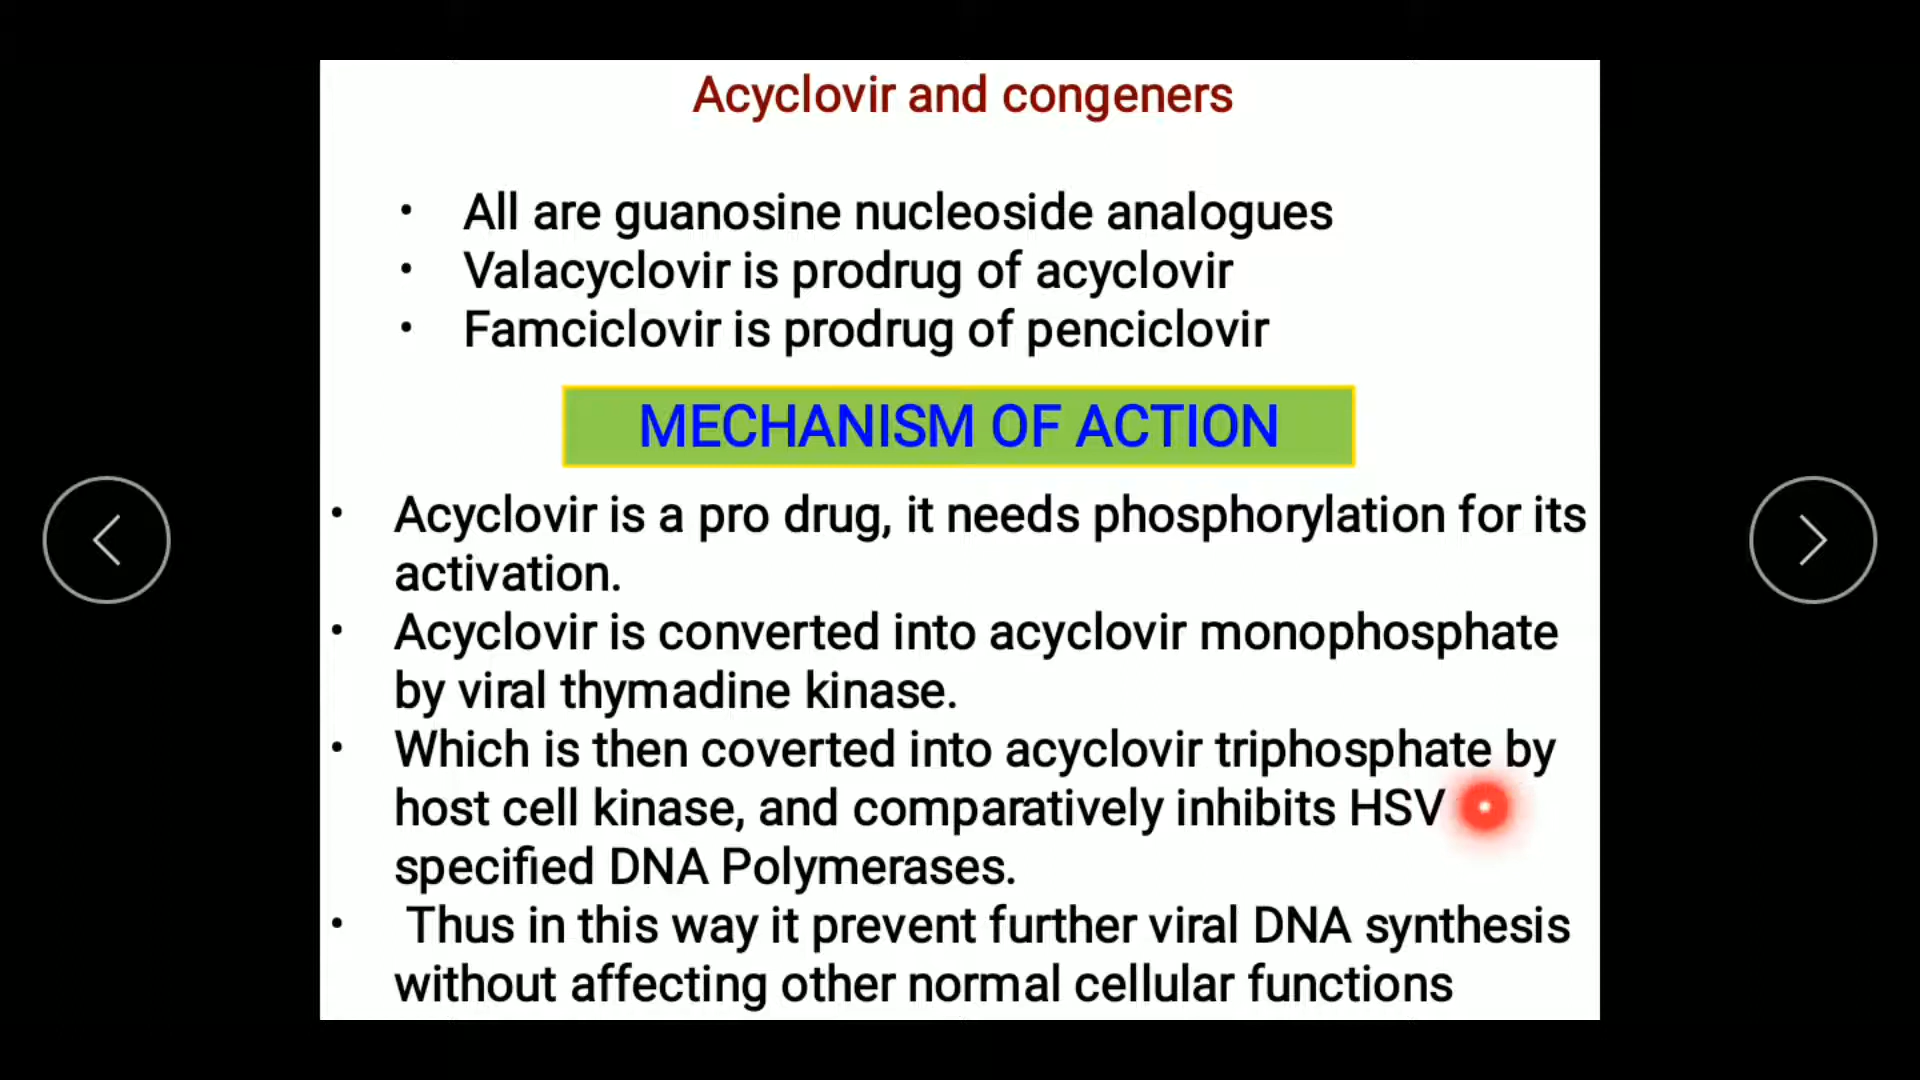 Acyclovir and congeners
• All are guanosine nucleoside analogues
• Valacyclovir is prodrug of acyclovir
• Famciclovir is prodrug of penciclovir
MECHANISM OF ACTION
• Acyclovir is a pro drug, it needs phosphorylation for its
activation.
• Acyclovir is converted into acyclovir monophosphate
by viral thymadine kinase.
• Which is then coverted into acyclovir triphosphate by
host cell kinase, and comparatively inhibits HSV
specified DNA Polymerases.
• Thus in this way it prevent further viral DNA synthesis
without affecting other normal cellular functions